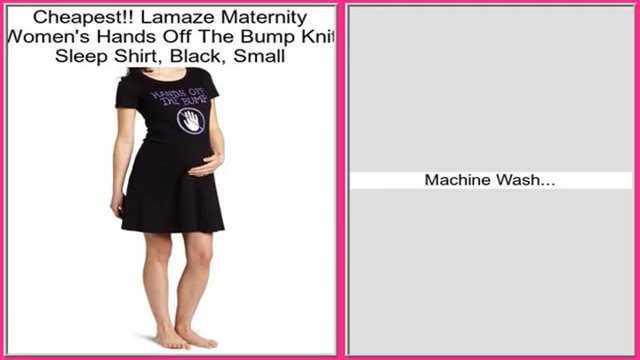 Cheapest!! Lamaze Maternity
Women's Hands Off The Bump Knit
Sleep Shirt, Black, Small
HANDS OFF
THE BUMP
Machine Wash...